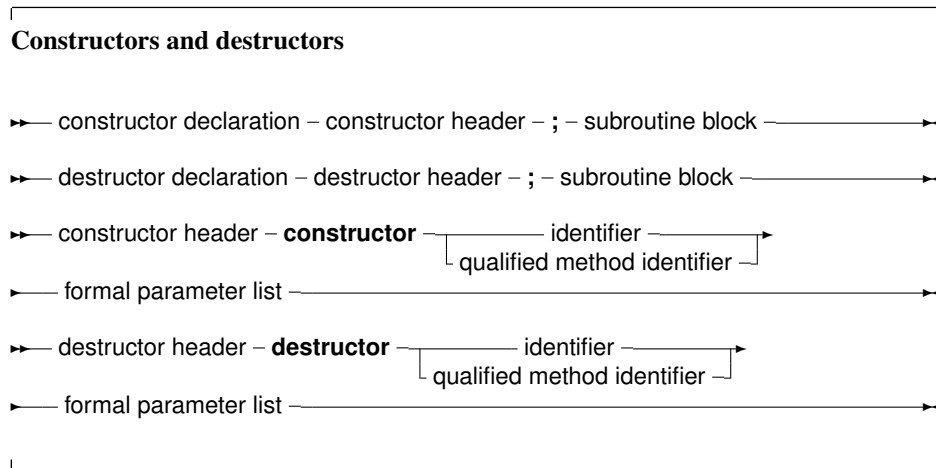 Constructors and destructors
constructor declaration – constructor header – ; – subroutine block
destructor declaration – destructor header – ; – subroutine block
constructor header – constructor identifier
qualified method identifier
formal parameter list
destructor header – destructor identifier
qualified method identifier
formal parameter list